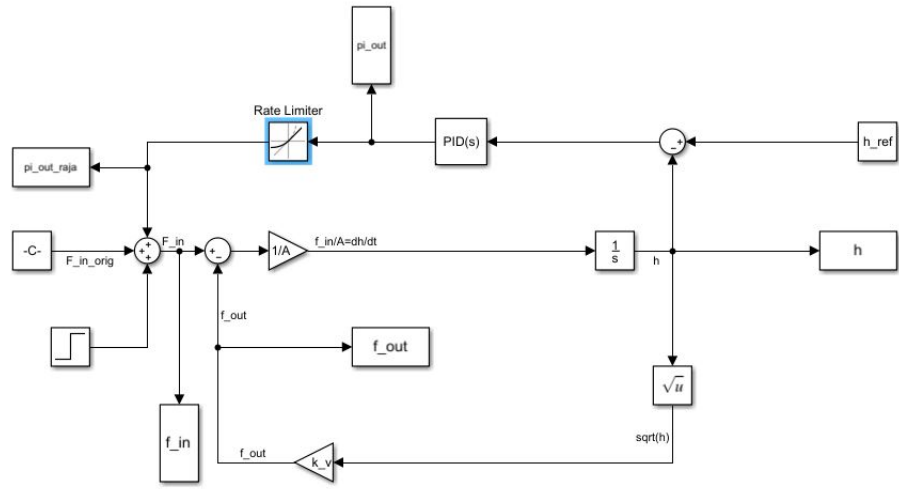 pi_out
Rate Limiter
PID(s)
- +
h_ref
pi_out_raja
-C-
F_in_orig
+
+
+
F_in
+ -
1/A
f_in/A=dh/dt
1
s
h
h
f_out
f_out
√u
f_in
f_out
k_v
sqrt(h)